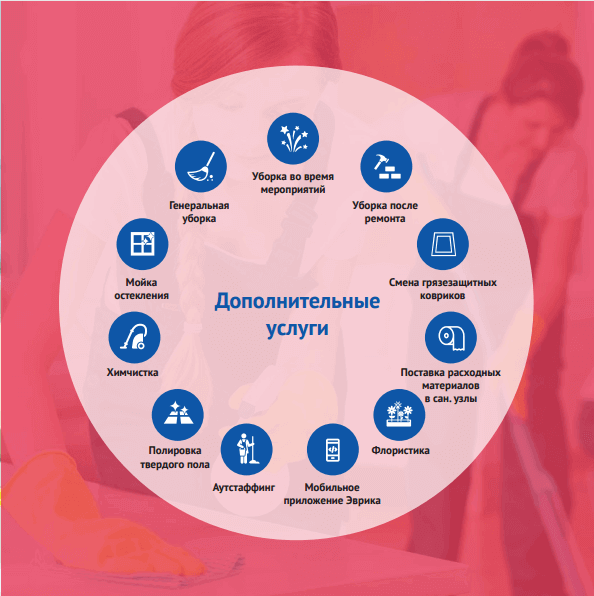 Уборка во время
мероприятий
Генеральная
уборка
Уборка после
ремонта
Мойка
остекления
Смена грязезащитных
ковриков
Дополнительные
услуги
Химчистка
Поставка расходных
материалов
в сан. узлы
Полировка
твердого пола
Флористика
Аутстаффинг
Мобильное
приложение Эврика